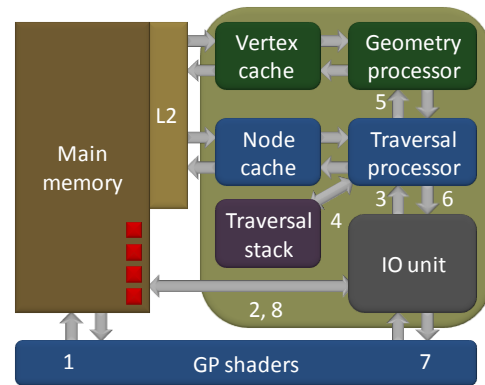 Vertex
cache
Geometry
processor
5
L2
Main
memory
Node
cache
Traversal
processor
3
6
4
Traversal
stack
IO unit
2, 8
1
GP shaders
7